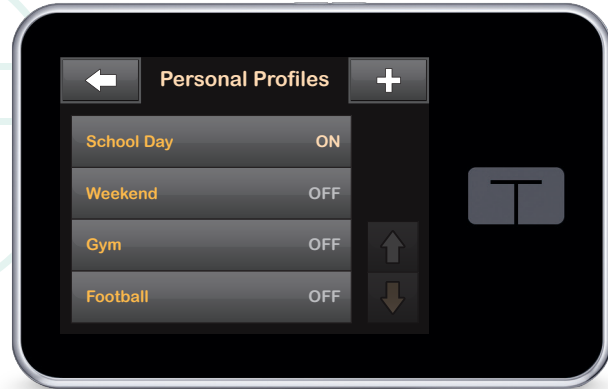 Personal Profiles
School Day ON
Weekend OFF
Gym OFF
Football OFF